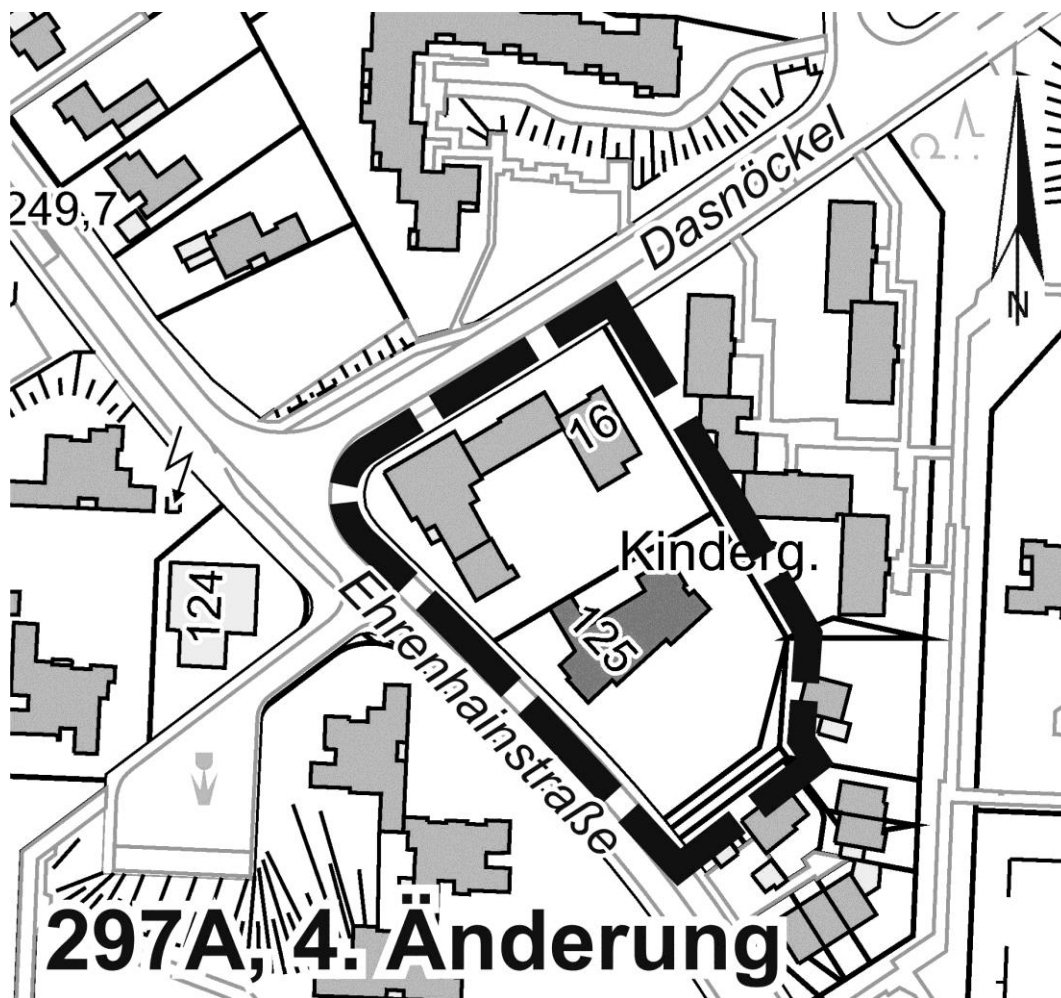 249,7
Dasnöckel
N
16
Kinderg.
124
125
Ehrenhainstraße
297A, 4. Änderung